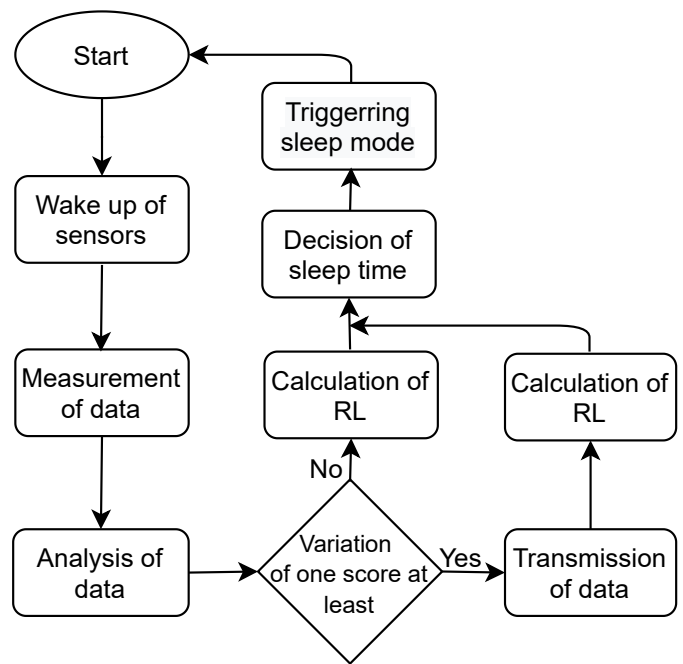 Start
Wake up of
sensors
Measurement
of data
Analysis of
data
Variation
of one score at
least
No
Yes
Calculation of
RL
Transmission
of data
Calculation of
RL
Decision of
sleep time
Triggerring
sleep mode